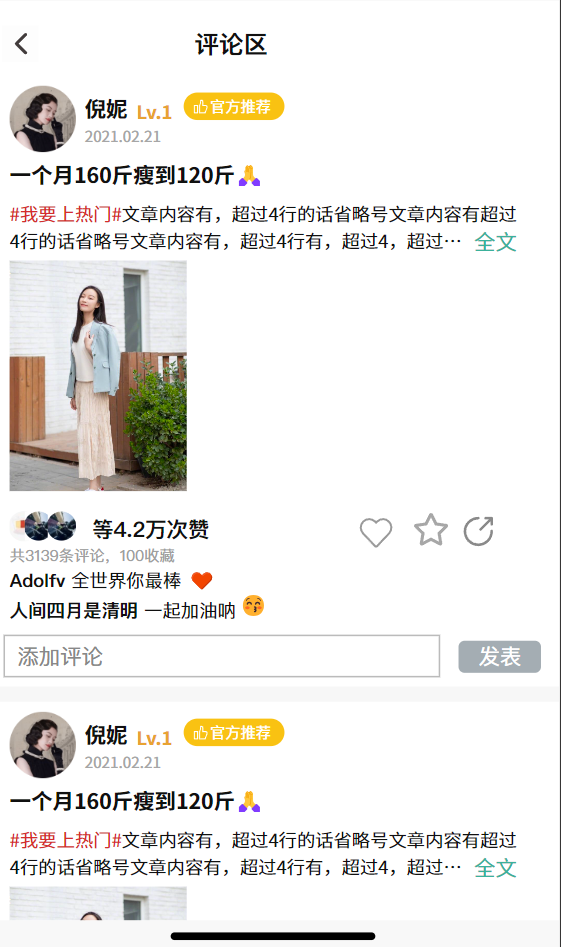 评论区
倪妮 Lv.1 官方推荐
2021.02.21
一个月160斤瘦到120斤🙏
#我要上热门#文章内容有，超过4行的话省略号文章内容有超过
4行的话省略号文章内容有，超过4行有，超过4，超过… 全文
等4.2万次赞
共3139条评论，100收藏
Adolfv 全世界你最棒 ❤️
人间四月是清明 一起加油呐 😚
添加评论 发表
倪妮 Lv.1 官方推荐
2021.02.21
一个月160斤瘦到120斤🙏
#我要上热门#文章内容有，超过4行的话省略号文章内容有超过
4行的话省略号文章内容有，超过4行有，超过4，超过… 全文